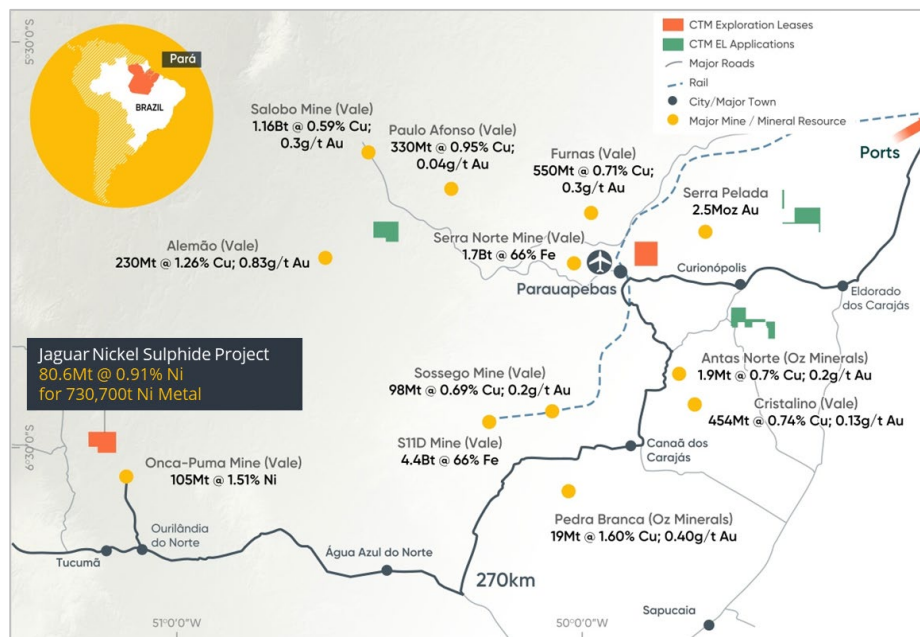 5°30'0"S
Pará
BRAZIL
CTM Exploration Leases
CTM EL Applications
Major Roads
Rail
City/Major Town
Major Mine / Mineral Resource
Ports
Salobo Mine (Vale)
1.16Bt @ 0.59% Cu;
0.3g/t Au
Paulo Afonso (Vale)
330Mt @ 0.95% Cu;
0.04g/t Au
Furnas (Vale)
550Mt @ 0.71% Cu;
0.3g/t Au
Serra Pelada
2.5Moz Au
Alemão (Vale)
230Mt @ 1.26% Cu; 0.83g/t Au
Serra Norte Mine (Vale)
1.7Bt @ 66% Fe
Parauapebas
Curionópolis
Eldorado
dos Carajás
Jaguar Nickel Sulphide Project
80.6Mt @ 0.91% Ni
for 730,700t Ni Metal
Sossego Mine (Vale)
98Mt @ 0.69% Cu; 0.2g/t Au
Antas Norte (Oz Minerals)
1.9Mt @ 0.7% Cu; 0.2g/t Au
Cristalino (Vale)
454Mt @ 0.74% Cu; 0.13g/t Au
6°30'0"S
S11D Mine (Vale)
4.4Bt @ 66% Fe
Canaã dos
Carajás
Onca-Puma Mine (Vale)
105Mt @ 1.51% Ni
Pedra Branca (Oz Minerals)
19Mt @ 1.60% Cu; 0.40g/t Au
Ourilândia
do Norte
Tucumã
Água Azul do Norte
270km
Sapucaia
51°0'0"W
50°0'0"W